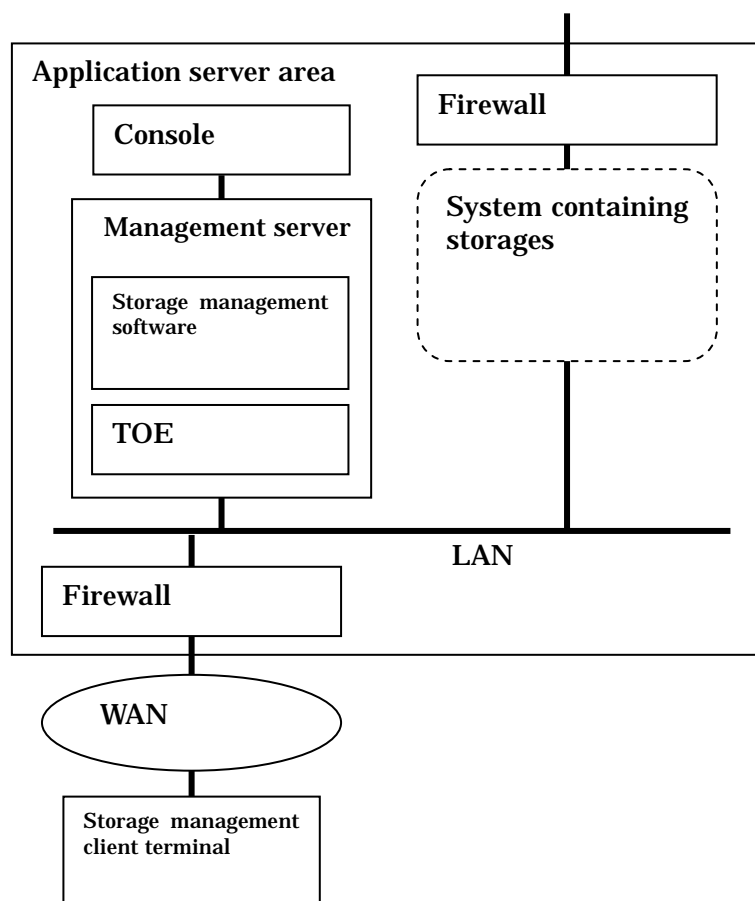 Application server area
Firewall
Console
System containing
storages
Management server
Storage management
software
TOE
LAN
Firewall
WAN
Storage management
client terminal